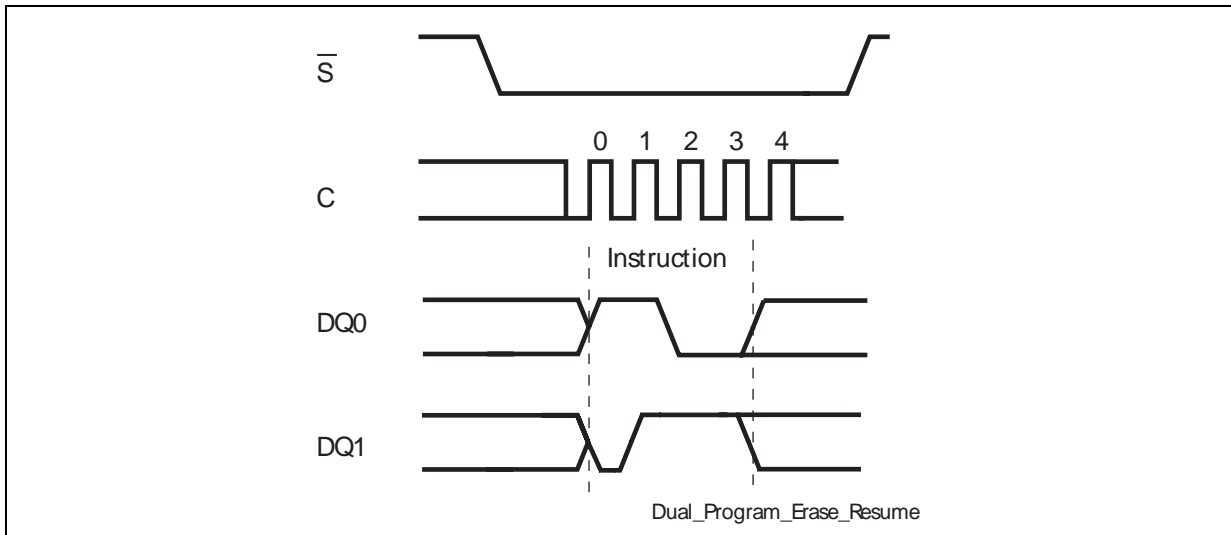 S̅
0 1 2 3 4
C
Instruction
DQ0
DQ1
Dual_Program_Erase_Resume